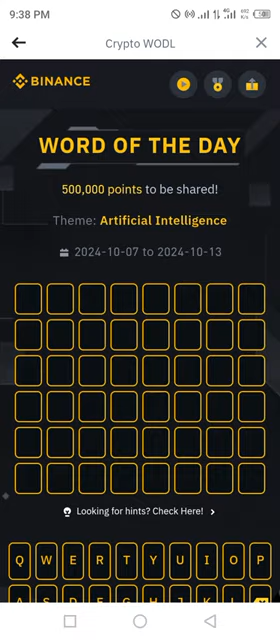 9:38 PM
Crypto WODL
BINANCE
WORD OF THE DAY
500,000 points to be shared!
Theme: Artificial Intelligence
2024-10-07 to 2024-10-13
Looking for hints? Check Here!
Q W E R T Y U I O P